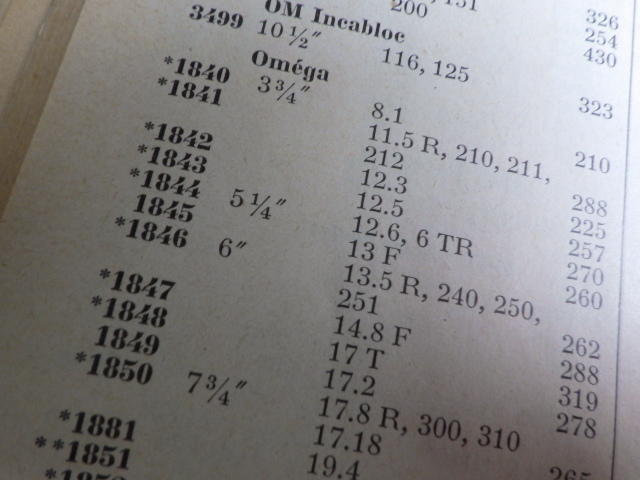 326
254
200 430
OM Incabloc
3499 10 ½″ 116, 125 323
Oméga
*1840 3 ¾″ 8.1 210
*1841 11.5 R, 210, 211,
212 288
*1842 12.3 225
*1843 12.5 257
*1844 5 ¼″ 12.6, 6 TR 270
1845 13 F 260
*1846 6″ 13.5 R, 240, 250,
251 262
*1847 14.8 F 288
*1848 17 T 319
1849 17.2 278
*1850 7 ¾″ 17.8 R, 300, 310 265
*1881 17.18
**1851 19.4